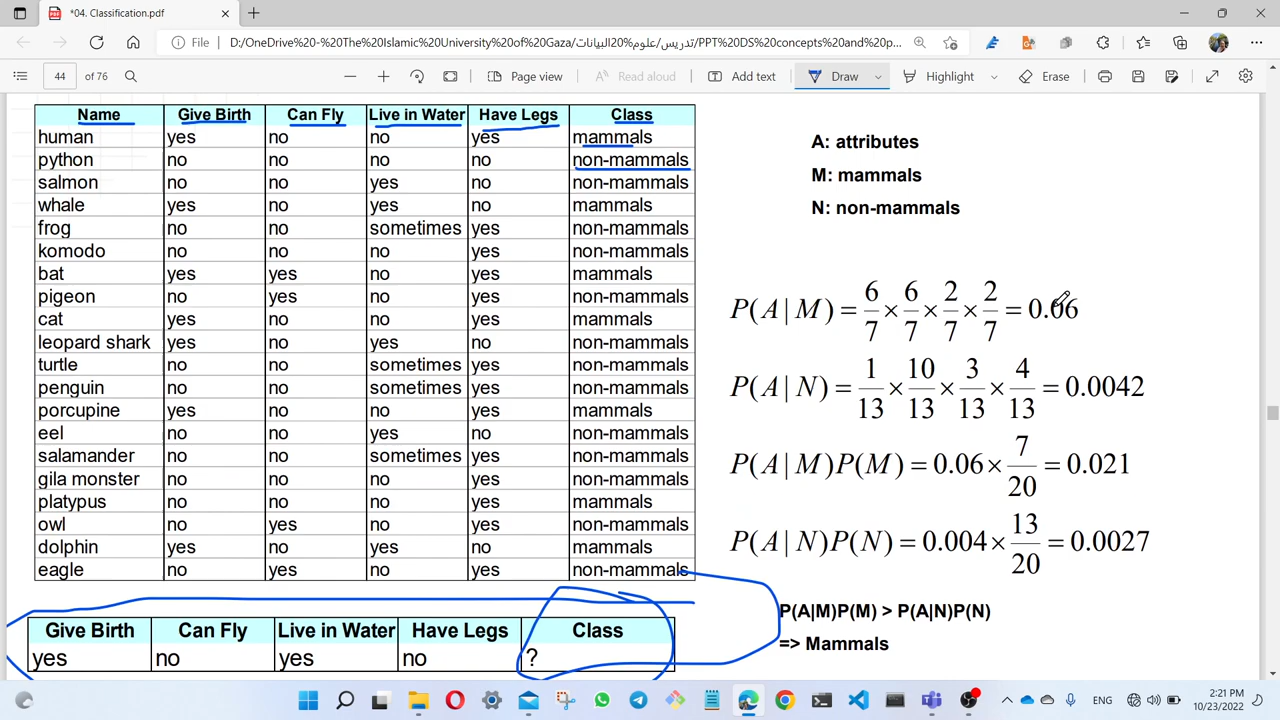 *04. Classification.pdf
File D:/OneDrive%20-%20The%20Islamic%20University%20of%20Gaza/تدريس/علوم%20البيانات/PPT%20DS%20concepts%20and%20p...
44 of 76 Page view Read aloud Add text Draw Highlight Erase
Name Give Birth Can Fly Live in Water Have Legs Class
human yes no no yes mammals
python no no no no non-mammals
salmon no no yes no non-mammals
whale yes no yes no mammals
frog no no sometimes yes non-mammals
komodo no no no yes non-mammals
bat yes yes no yes mammals
pigeon no yes no yes non-mammals
cat yes no no yes mammals
leopard shark yes no yes no non-mammals
turtle no no sometimes yes non-mammals
penguin no no sometimes yes non-mammals
porcupine yes no no yes mammals
eel no no yes no non-mammals
salamander no no sometimes yes non-mammals
gila monster no no no yes non-mammals
platypus no no no yes mammals
owl no yes no yes non-mammals
dolphin yes no yes no mammals
eagle no yes no yes non-mammals
Give Birth Can Fly Live in Water Have Legs Class
yes no yes no ?
A: attributes
M: mammals
N: non-mammals
P(A|M) = 6/7 × 6/7 × 2/7 × 2/7 = 0.06
P(A|N) = 1/13 × 10/13 × 3/13 × 4/13 = 0.0042
P(A|M)P(M) = 0.06 × 7/20 = 0.021
P(A|N)P(N) = 0.004 × 13/20 = 0.0027
P(A|M)P(M) > P(A|N)P(N)
=> Mammals
ENG
2:21 PM
10/23/2022